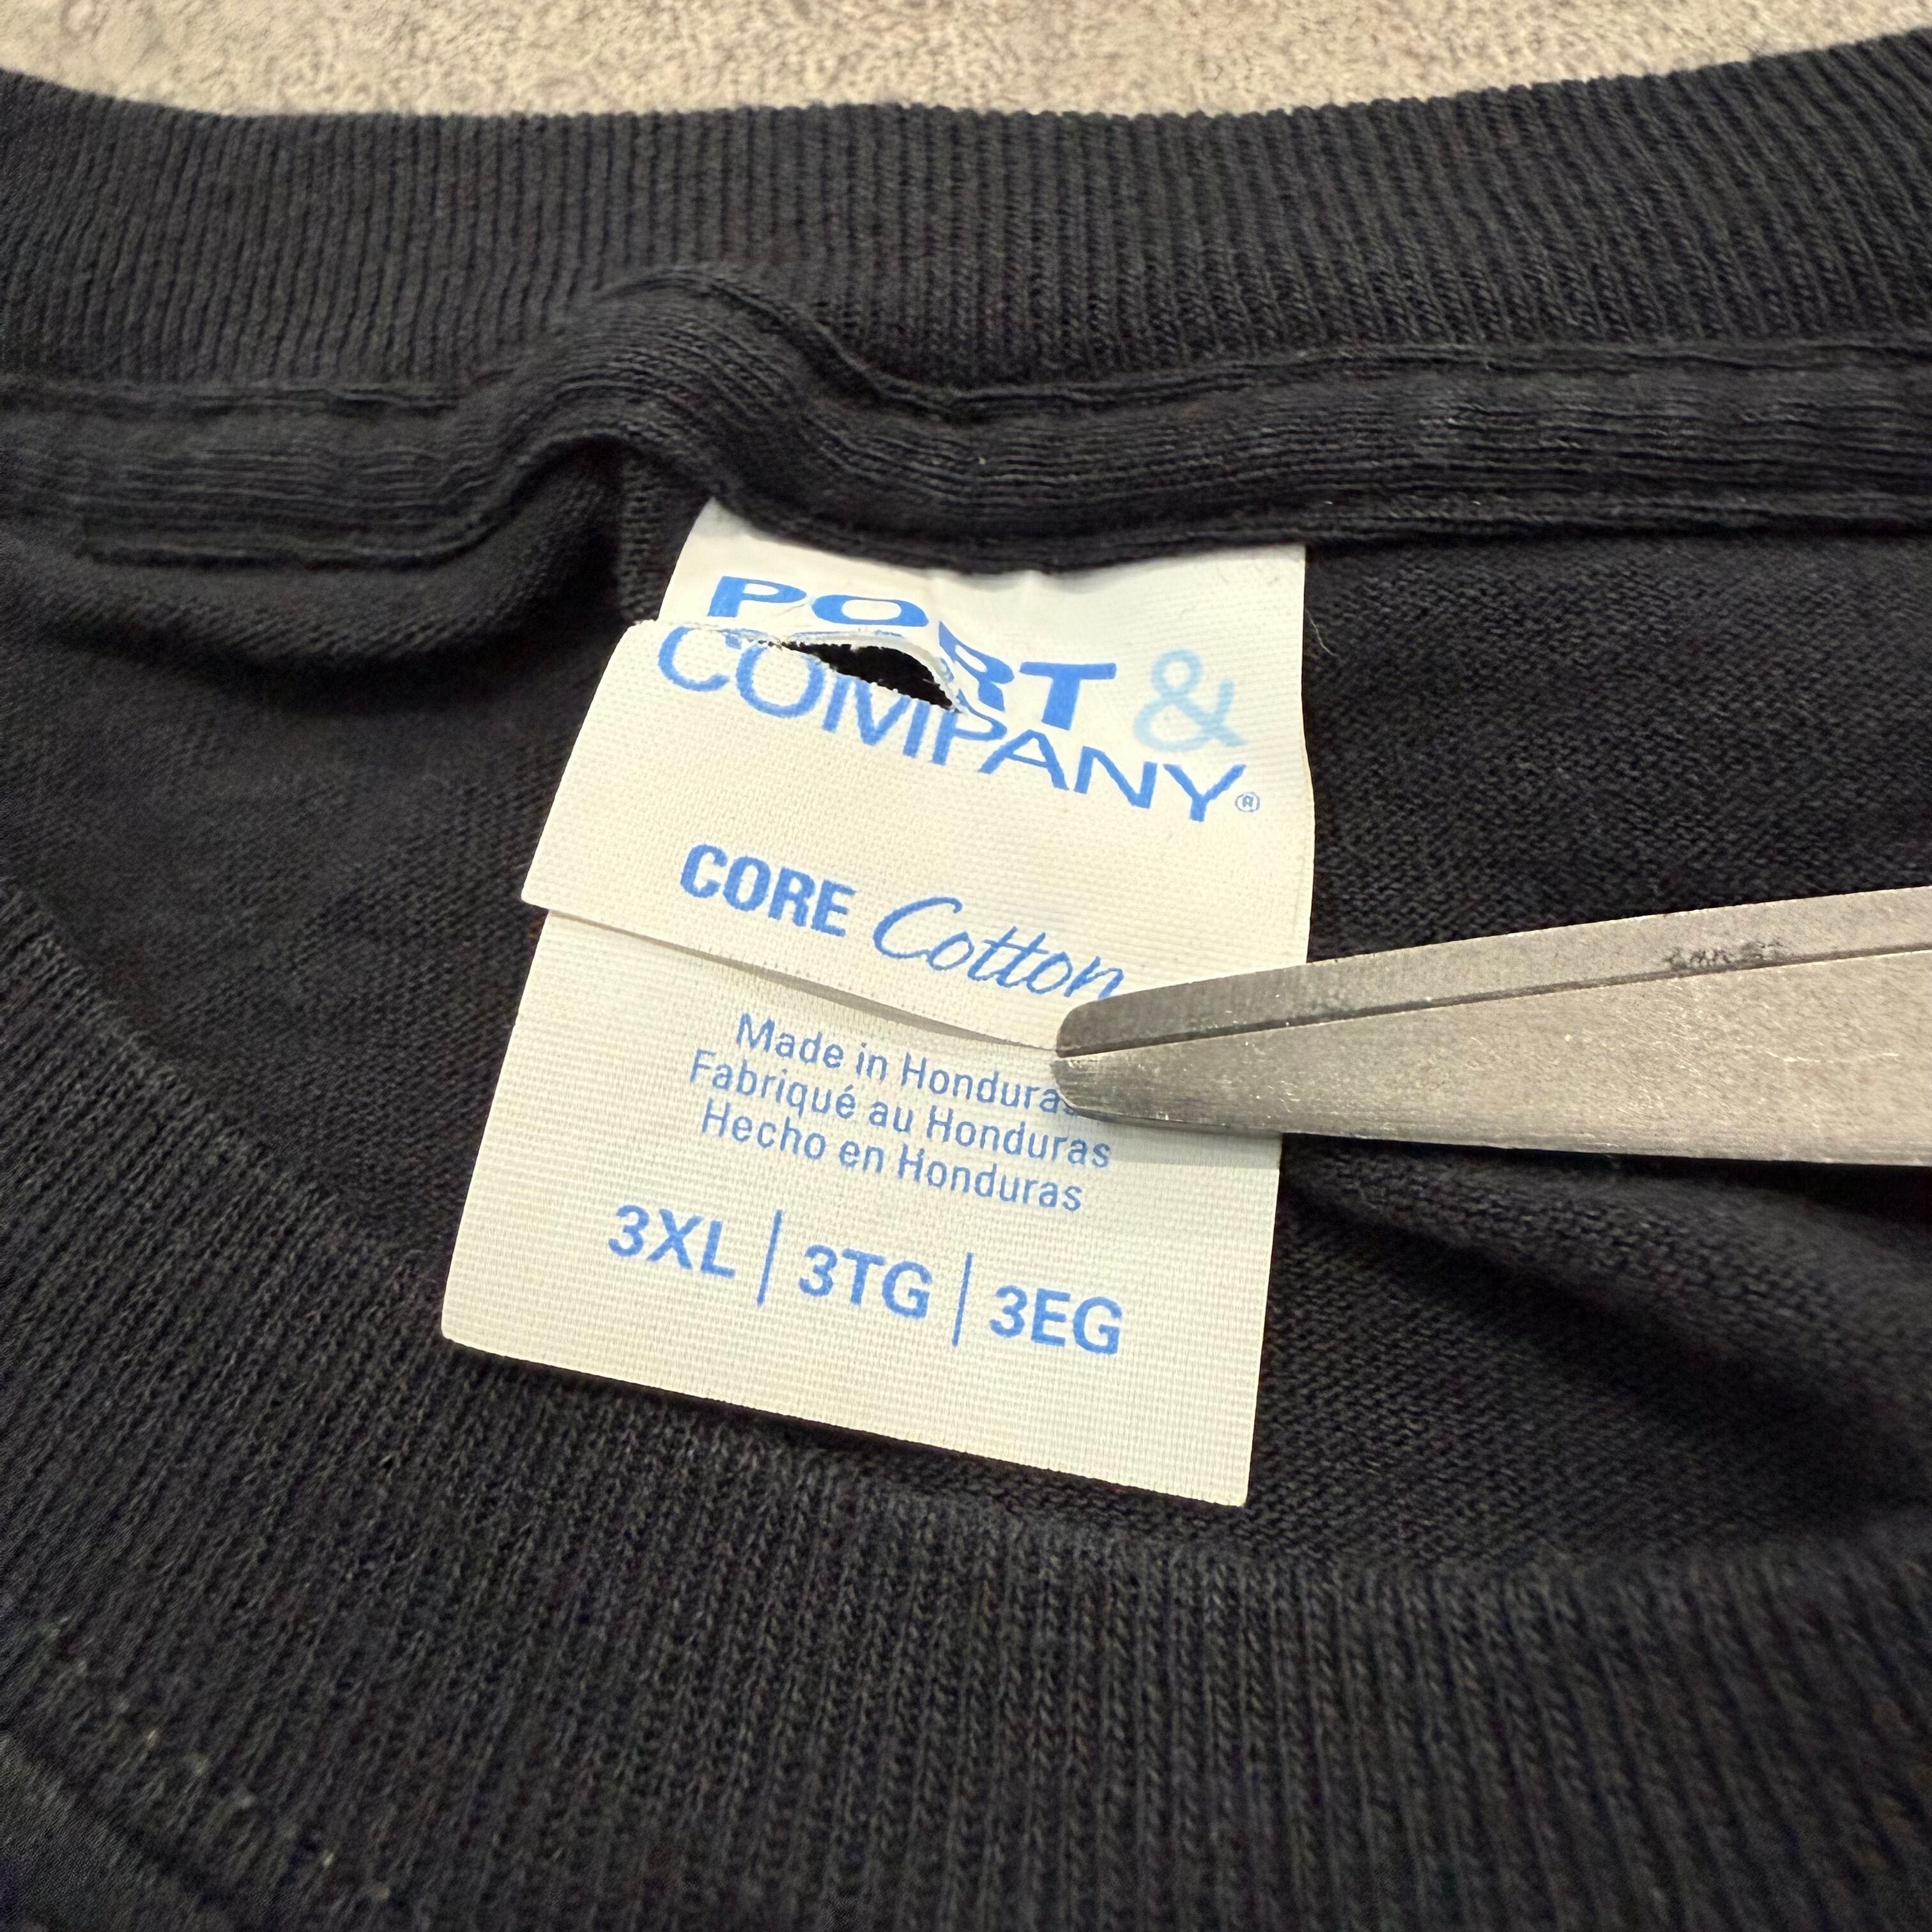 PORT &
COMPANY®
CORE Cotton
Made in Honduras
Fabriqué au Honduras
Hecho en Honduras
3XL | 3TG | 3EG